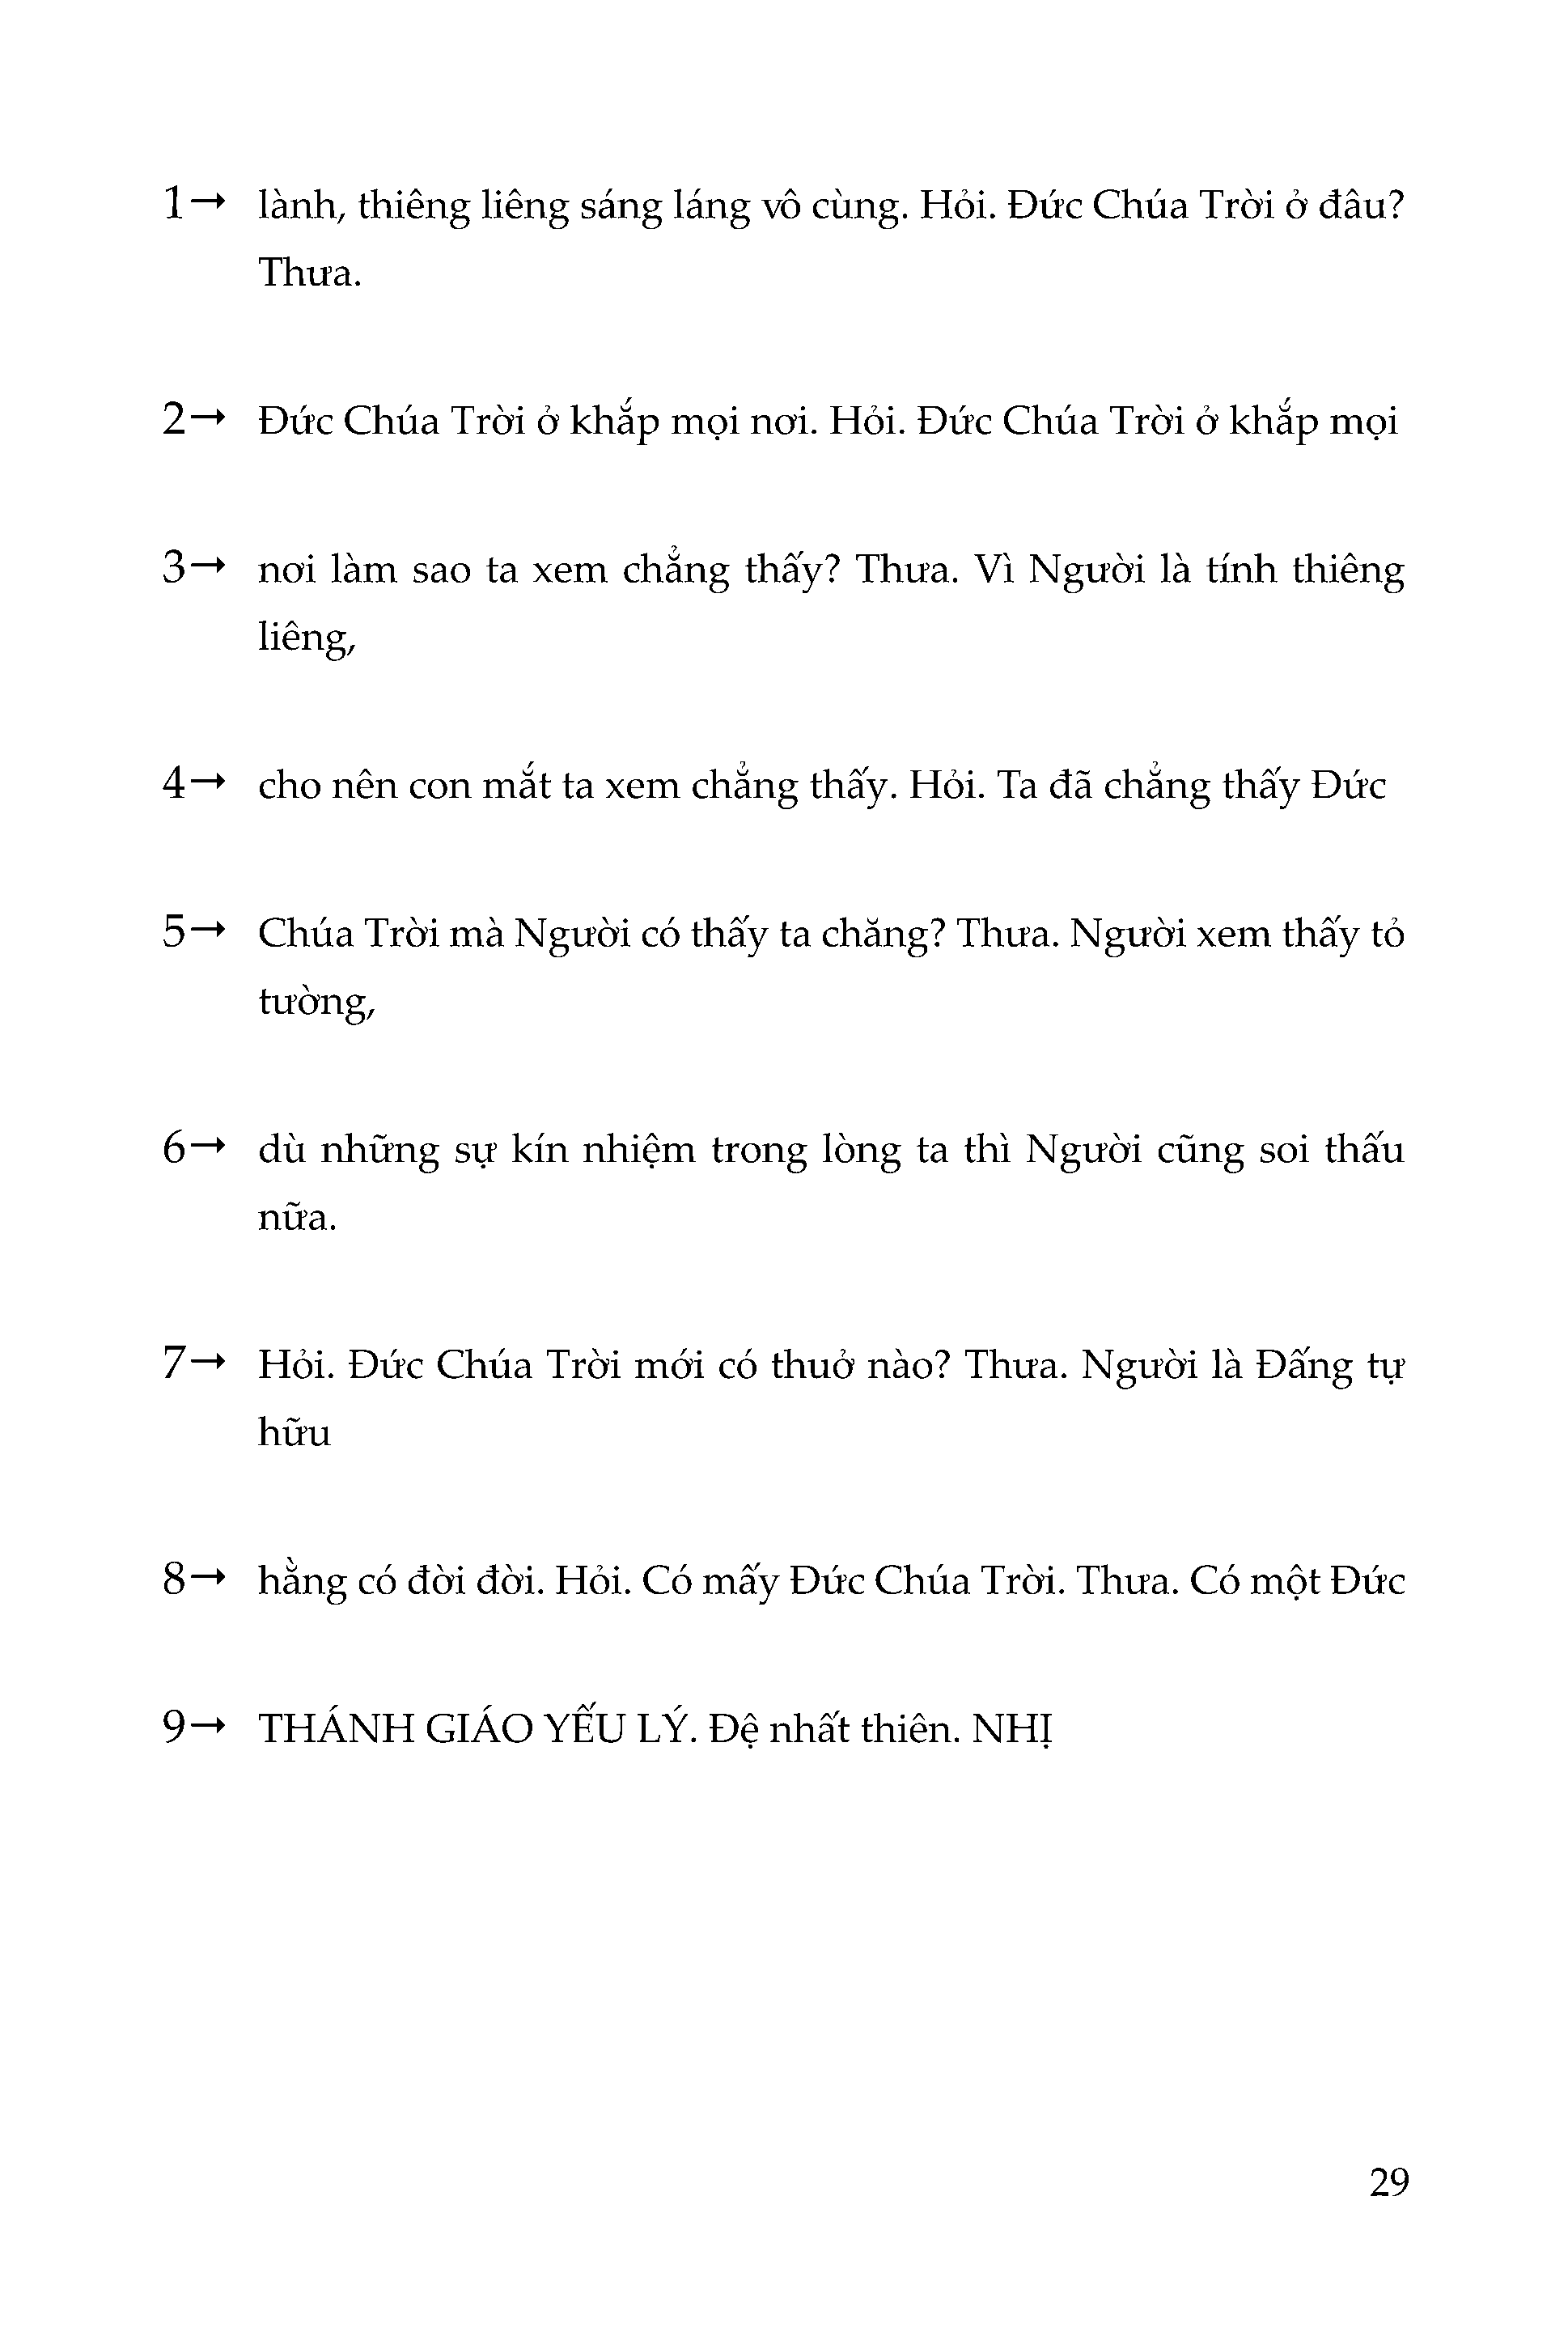 1→ lành, thiêng liêng sáng láng vô cùng. Hỏi. Đức Chúa Trời ở đâu?
Thưa.
2→ Đức Chúa Trời ở khắp mọi nơi. Hỏi. Đức Chúa Trời ở khắp mọi
3→ nơi làm sao ta xem chẳng thấy? Thưa. Vì Người là tính thiêng
liêng,
4→ cho nên con mắt ta xem chẳng thấy. Hỏi. Ta đã chẳng thấy Đức
5→ Chúa Trời mà Người có thấy ta chăng? Thưa. Người xem thấy tỏ
tường,
6→ dù những sự kín nhiệm trong lòng ta thì Người cũng soi thấu
nữa.
7→ Hỏi. Đức Chúa Trời mới có thuở nào? Thưa. Người là Đấng tự
hữu
8→ hằng có đời đời. Hỏi. Có mấy Đức Chúa Trời. Thưa. Có một Đức
9→ THÁNH GIÁO YẾU LÝ. Đệ nhất thiên. NHỊ
29